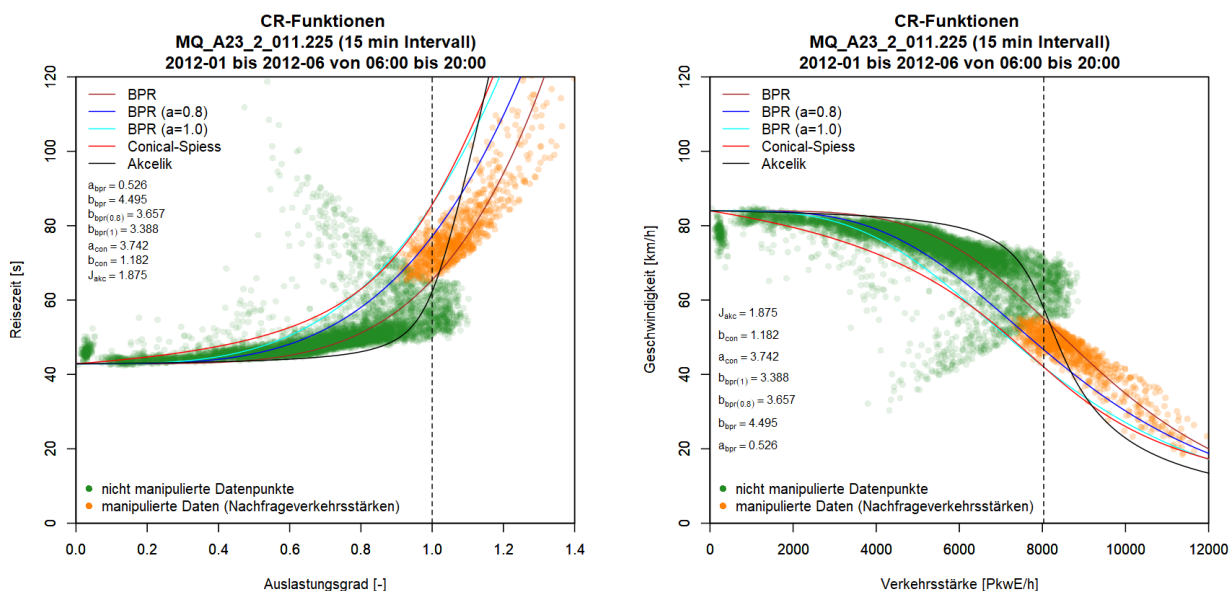 CR-Funktionen
MQ_A23_2_011.225 (15 min Intervall)
2012-01 bis 2012-06 von 06:00 bis 20:00
BPR
BPR (a=0.8)
BPR (a=1.0)
Conical-Spiess
Akcelik
a_bpr = 0.526
b_bpr = 4.495
b_bpr(0.8) = 3.657
b_bpr(1) = 3.388
a_con = 3.742
b_con = 1.182
J_akc = 1.875
nicht manipulierte Datenpunkte
manipulierte Daten (Nachfrageverkehrsstärken)
Reisezeit [s]
0 20 40 60 80 100 120
0.0 0.2 0.4 0.6 0.8 1.0 1.2 1.4
Auslastungsgrad [-]
CR-Funktionen
MQ_A23_2_011.225 (15 min Intervall)
2012-01 bis 2012-06 von 06:00 bis 20:00
BPR
BPR (a=0.8)
BPR (a=1.0)
Conical-Spiess
Akcelik
J_akc = 1.875
b_con = 1.182
a_con = 3.742
b_bpr(1) = 3.388
b_bpr(0.8) = 3.657
b_bpr = 4.495
a_bpr = 0.526
nicht manipulierte Datenpunkte
manipulierte Daten (Nachfrageverkehrsstärken)
Geschwindigkeit [km/h]
0 20 40 60 80 100 120
0 2000 4000 6000 8000 10000 12000
Verkehrsstärke [PkwE/h]